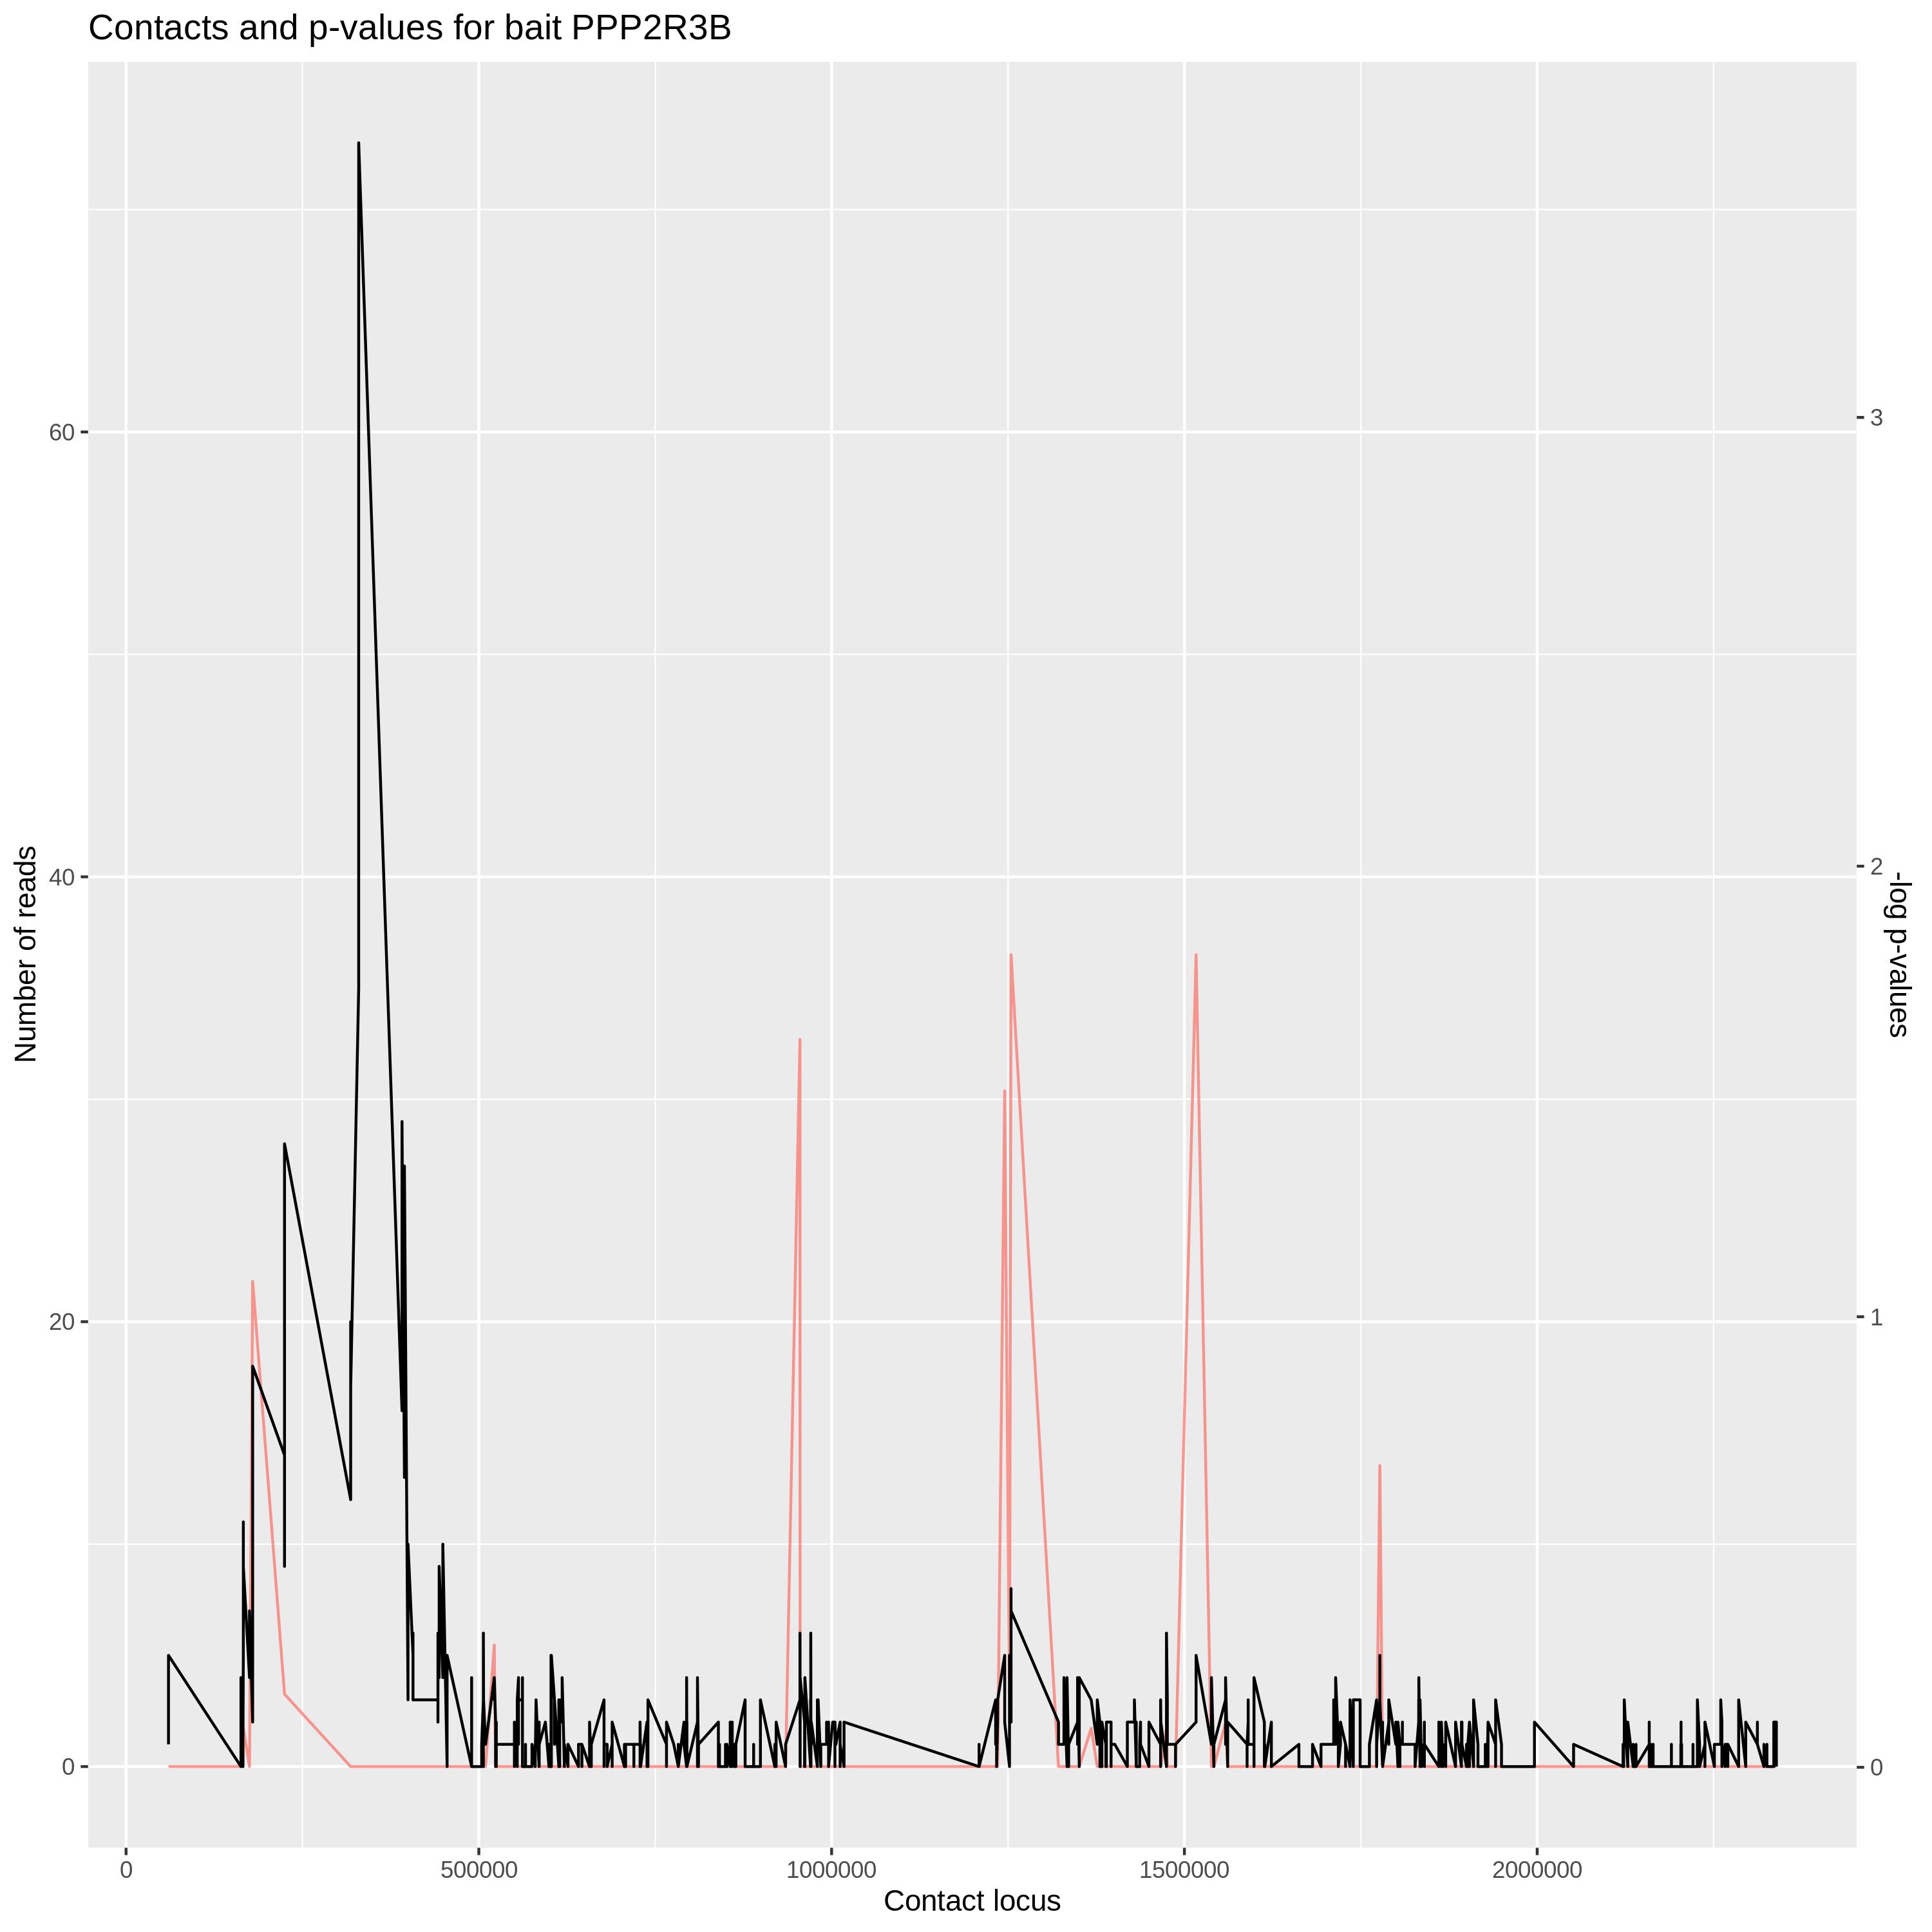 Contacts and p-values for bait PPP2R3B
Number of reads
60
40
20
0
3
2
1
0
-log p-values
0 500000 1000000 1500000 2000000
Contact locus